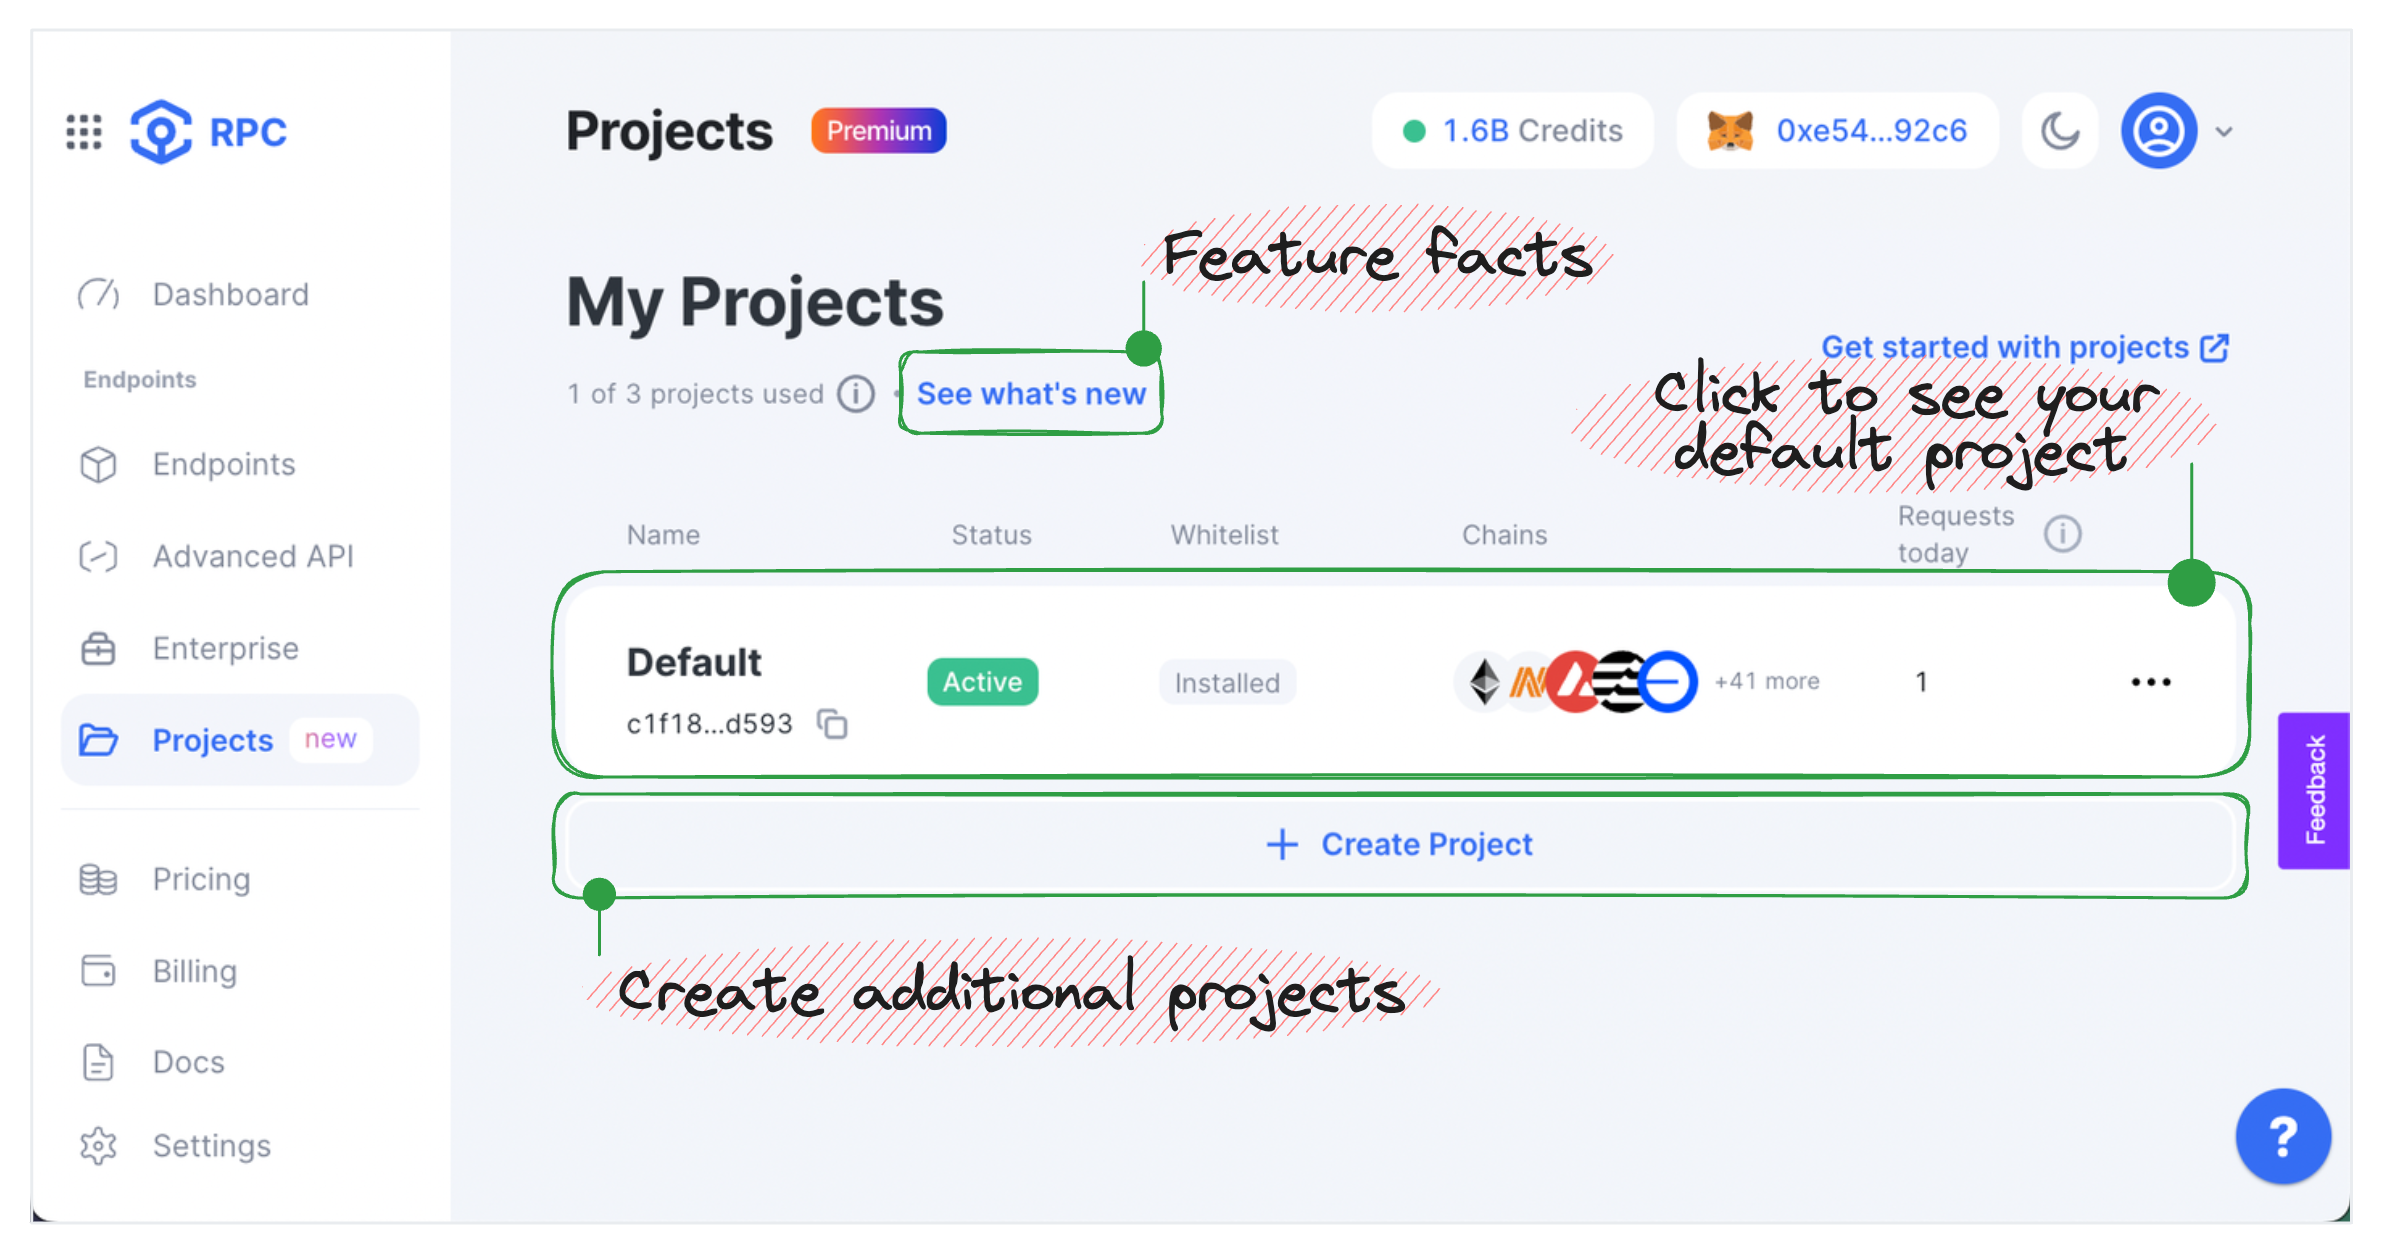 RPC
Projects Premium
1.6B Credits
0xe54...92c6
Dashboard
Endpoints
Endpoints
Advanced API
Enterprise
Projects new
Pricing
Billing
Docs
Settings
Feature facts
My Projects
Get started with projects
1 of 3 projects used
See what's new
Click to see your
default project
Name Status Whitelist Chains Requests
today
Default Active Installed +41 more 1
c1f18...d593
+ Create Project
Create additional projects
Feedback
?